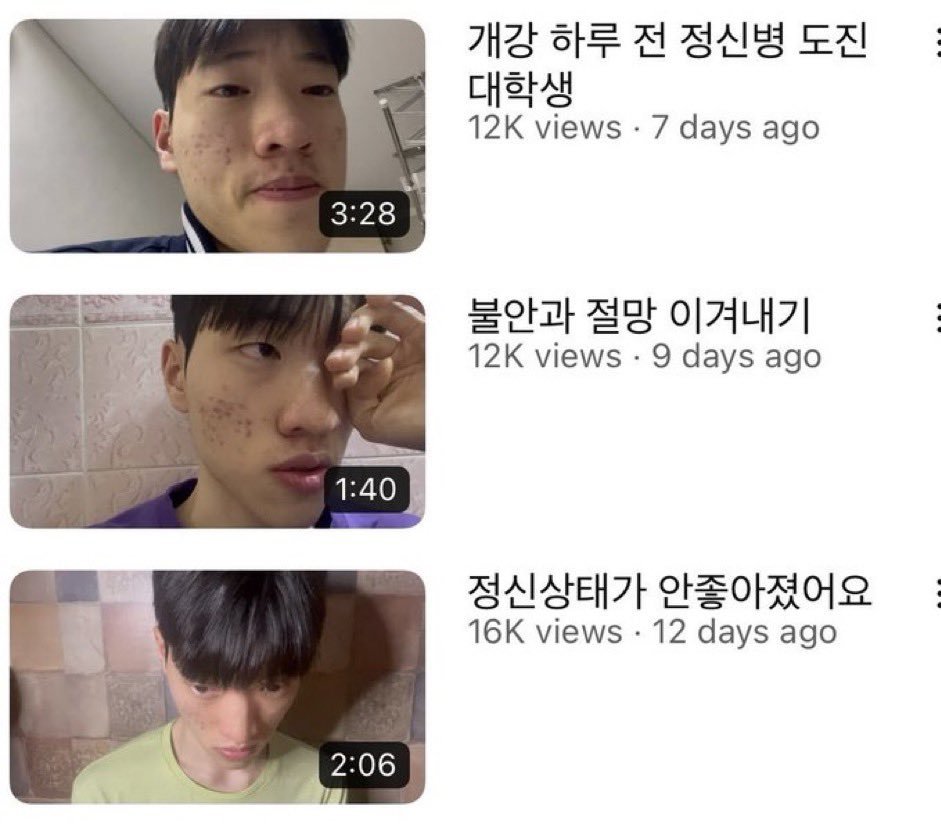 개강 하루 전 정신병 도진
대학생
12K views · 7 days ago
3:28
불안과 절망 이겨내기
12K views · 9 days ago
1:40
정신상태가 안좋아졌어요
16K views · 12 days ago
2:06